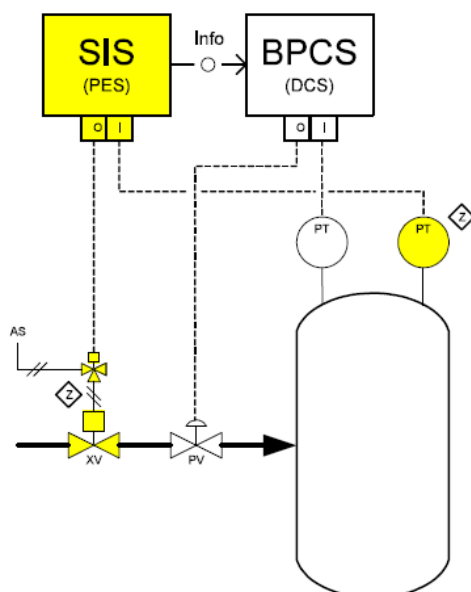 SIS
(PES)
Info
BPCS
(DCS)
O I
O I
PT
PT
Z
AS
Z
XV
PV